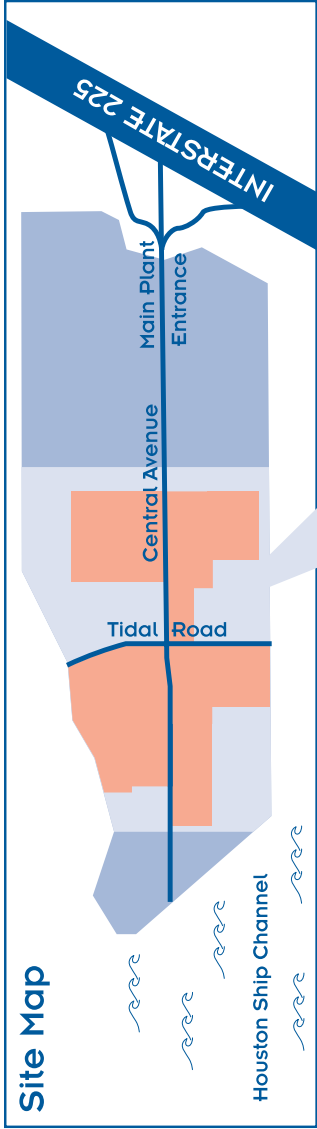 Site Map
INTERSTATE 225
Main Plant
Entrance
Central Avenue
Tidal Road
Houston Ship Channel